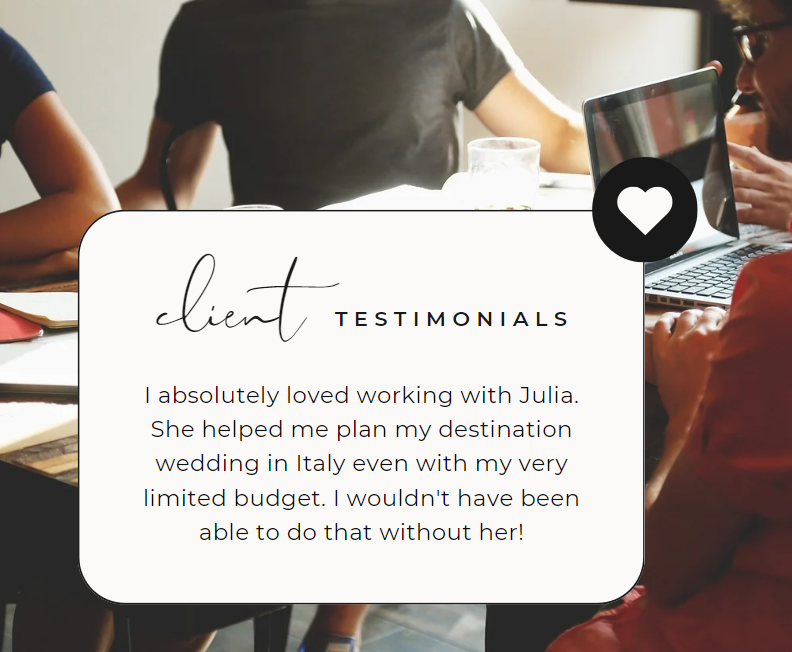 client TESTIMONIALS
I absolutely loved working with Julia.
She helped me plan my destination
wedding in Italy even with my very
limited budget. I wouldn't have been
able to do that without her!